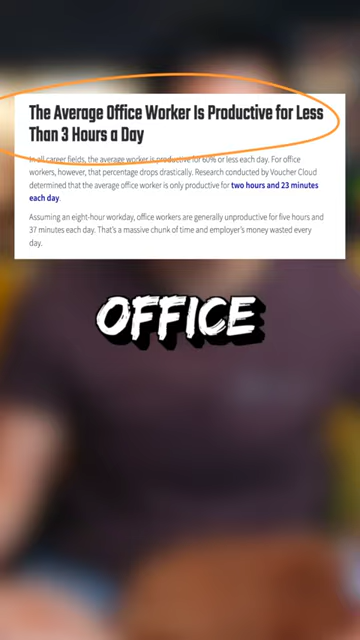 The Average Office Worker Is Productive for Less
Than 3 Hours a Day
In all career fields, the average worker is productive for 60% or less each day. For office
workers, however, that percentage drops drastically. Research conducted by Voucher Cloud
determined that the average office worker is only productive for two hours and 23 minutes
each day.
Assuming an eight-hour workday, office workers are generally unproductive for five hours and
37 minutes each day. That's a massive chunk of time and employer's money wasted every
day.
OFFICE